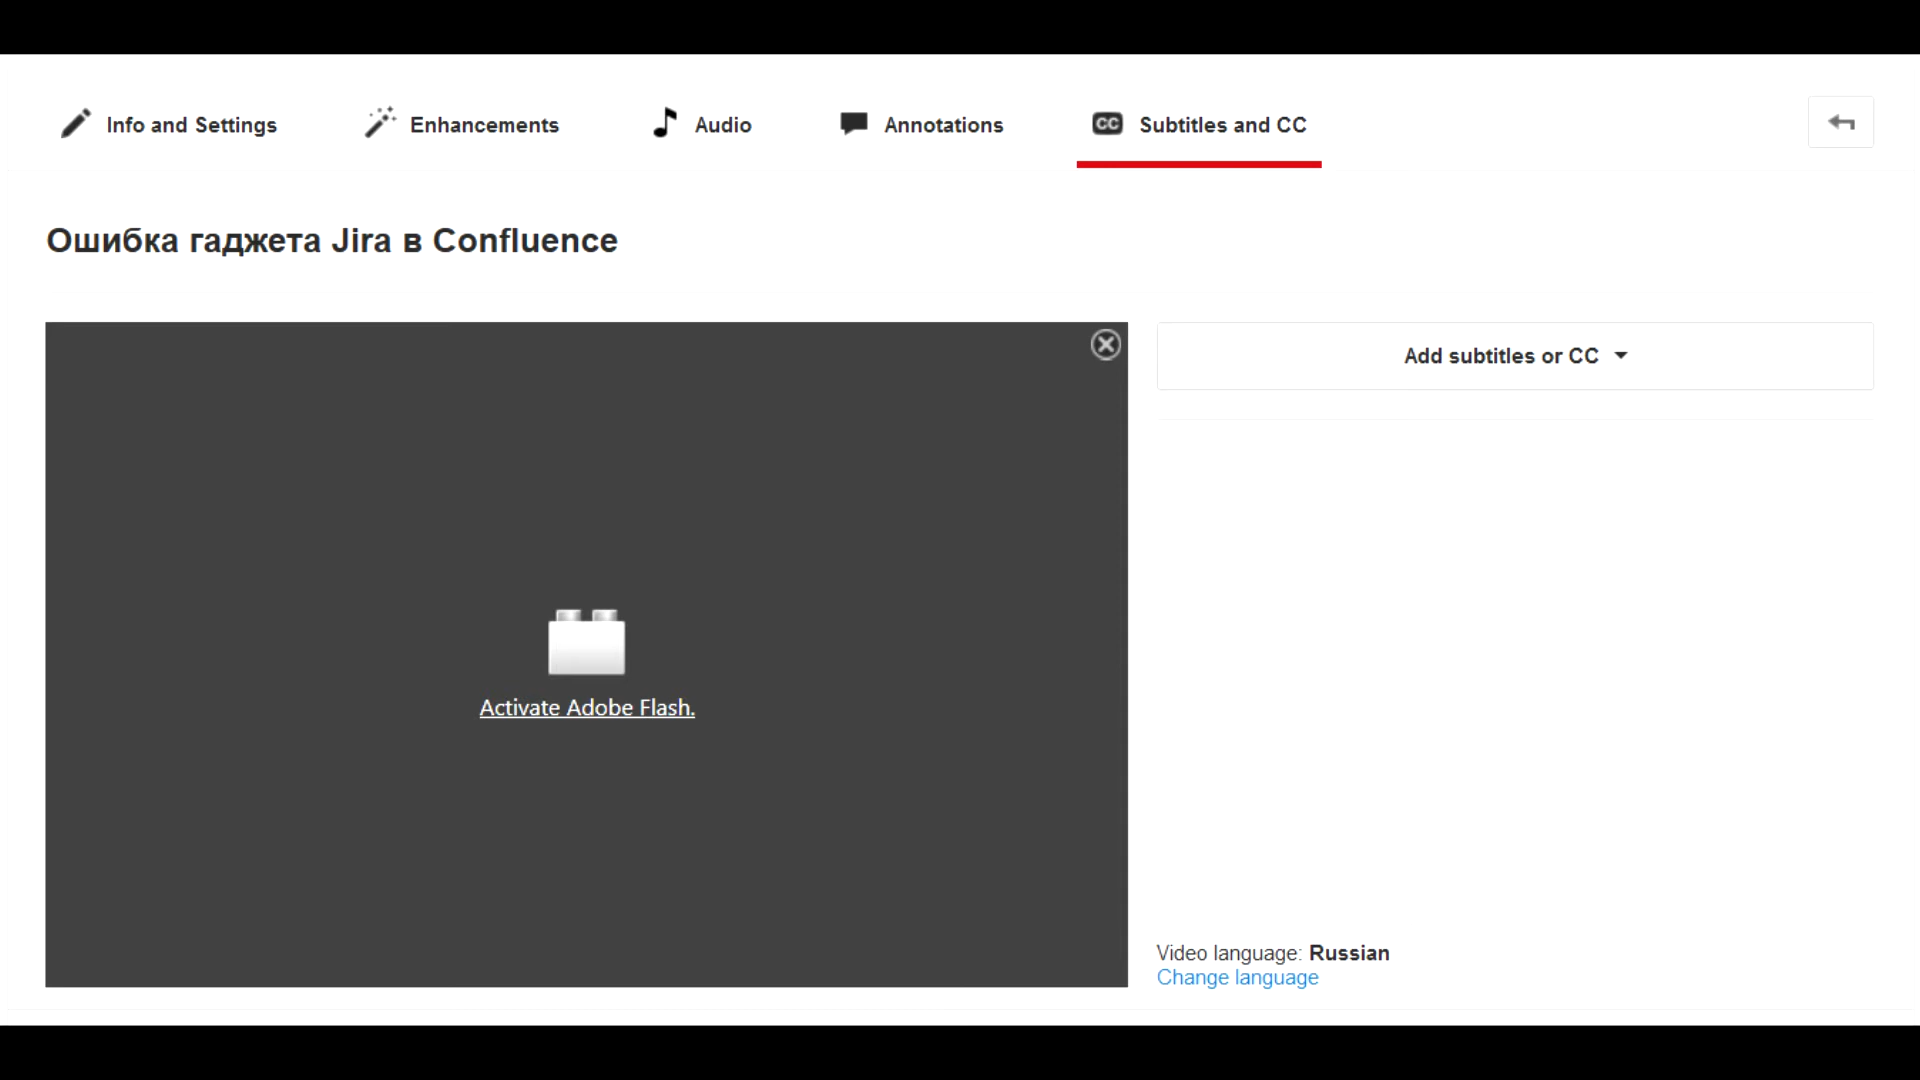 Info and Settings
Enhancements
Audio
Annotations
CC Subtitles and CC
Ошибка гаджета Jira в Confluence
Activate Adobe Flash.
Add subtitles or CC
Video language: Russian
Change language